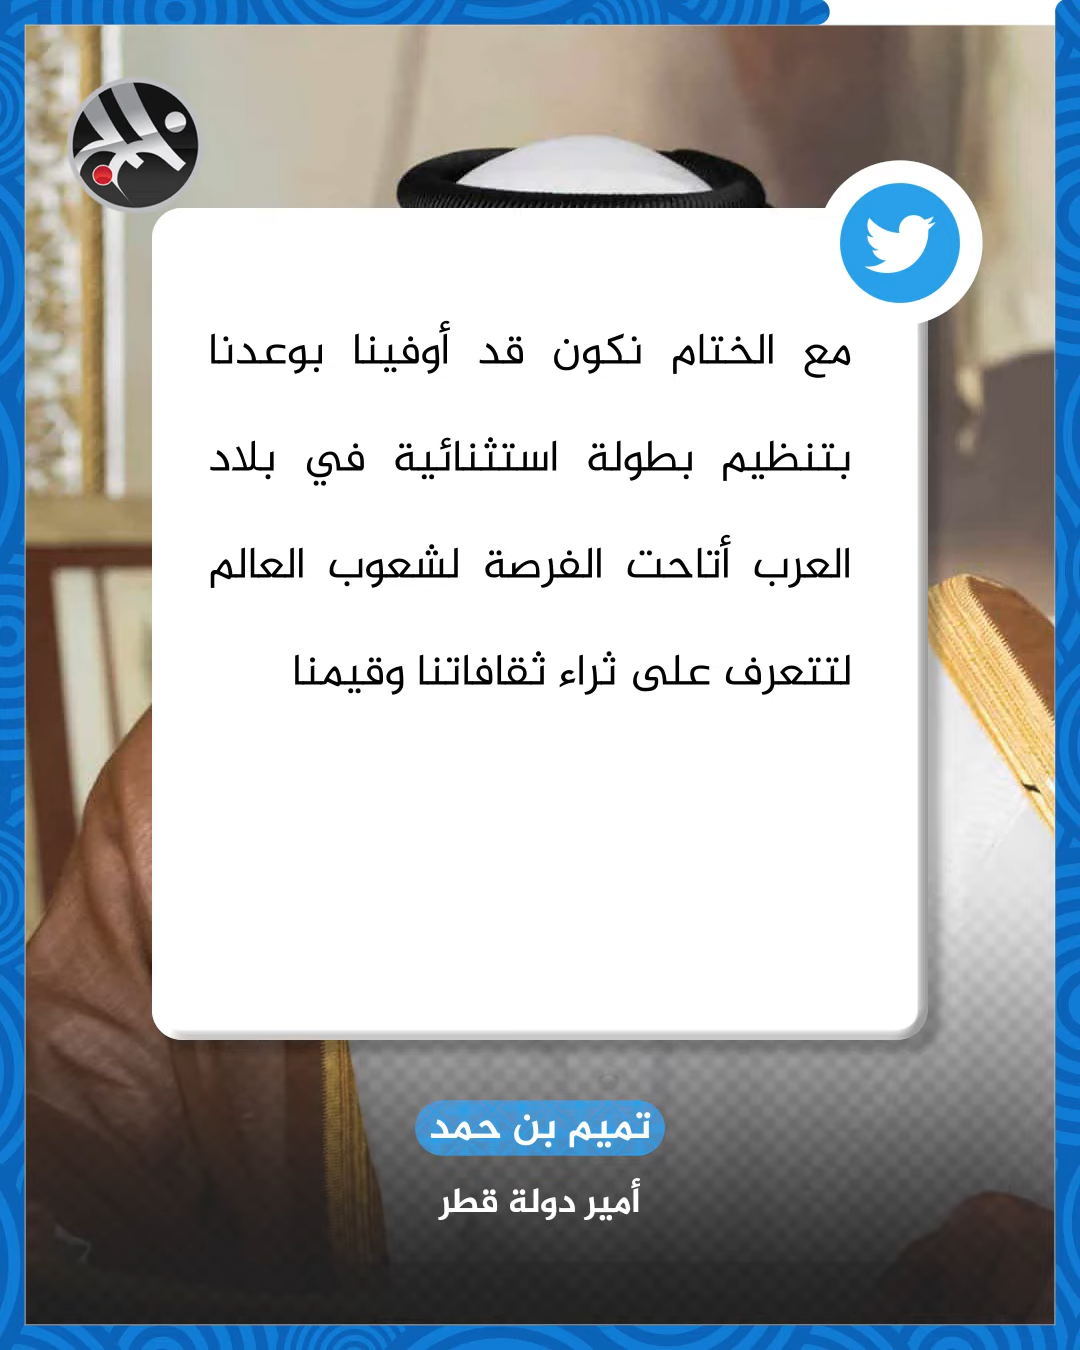 مع الختام نكون قد أوفينا بوعدنا
بتنظيم بطولة استثنائية في بلاد
العرب أتاحت الفرصة لشعوب العالم
لتتعرف على ثراء ثقافاتنا وقيمنا
تميم بن حمد
أمير دولة قطر